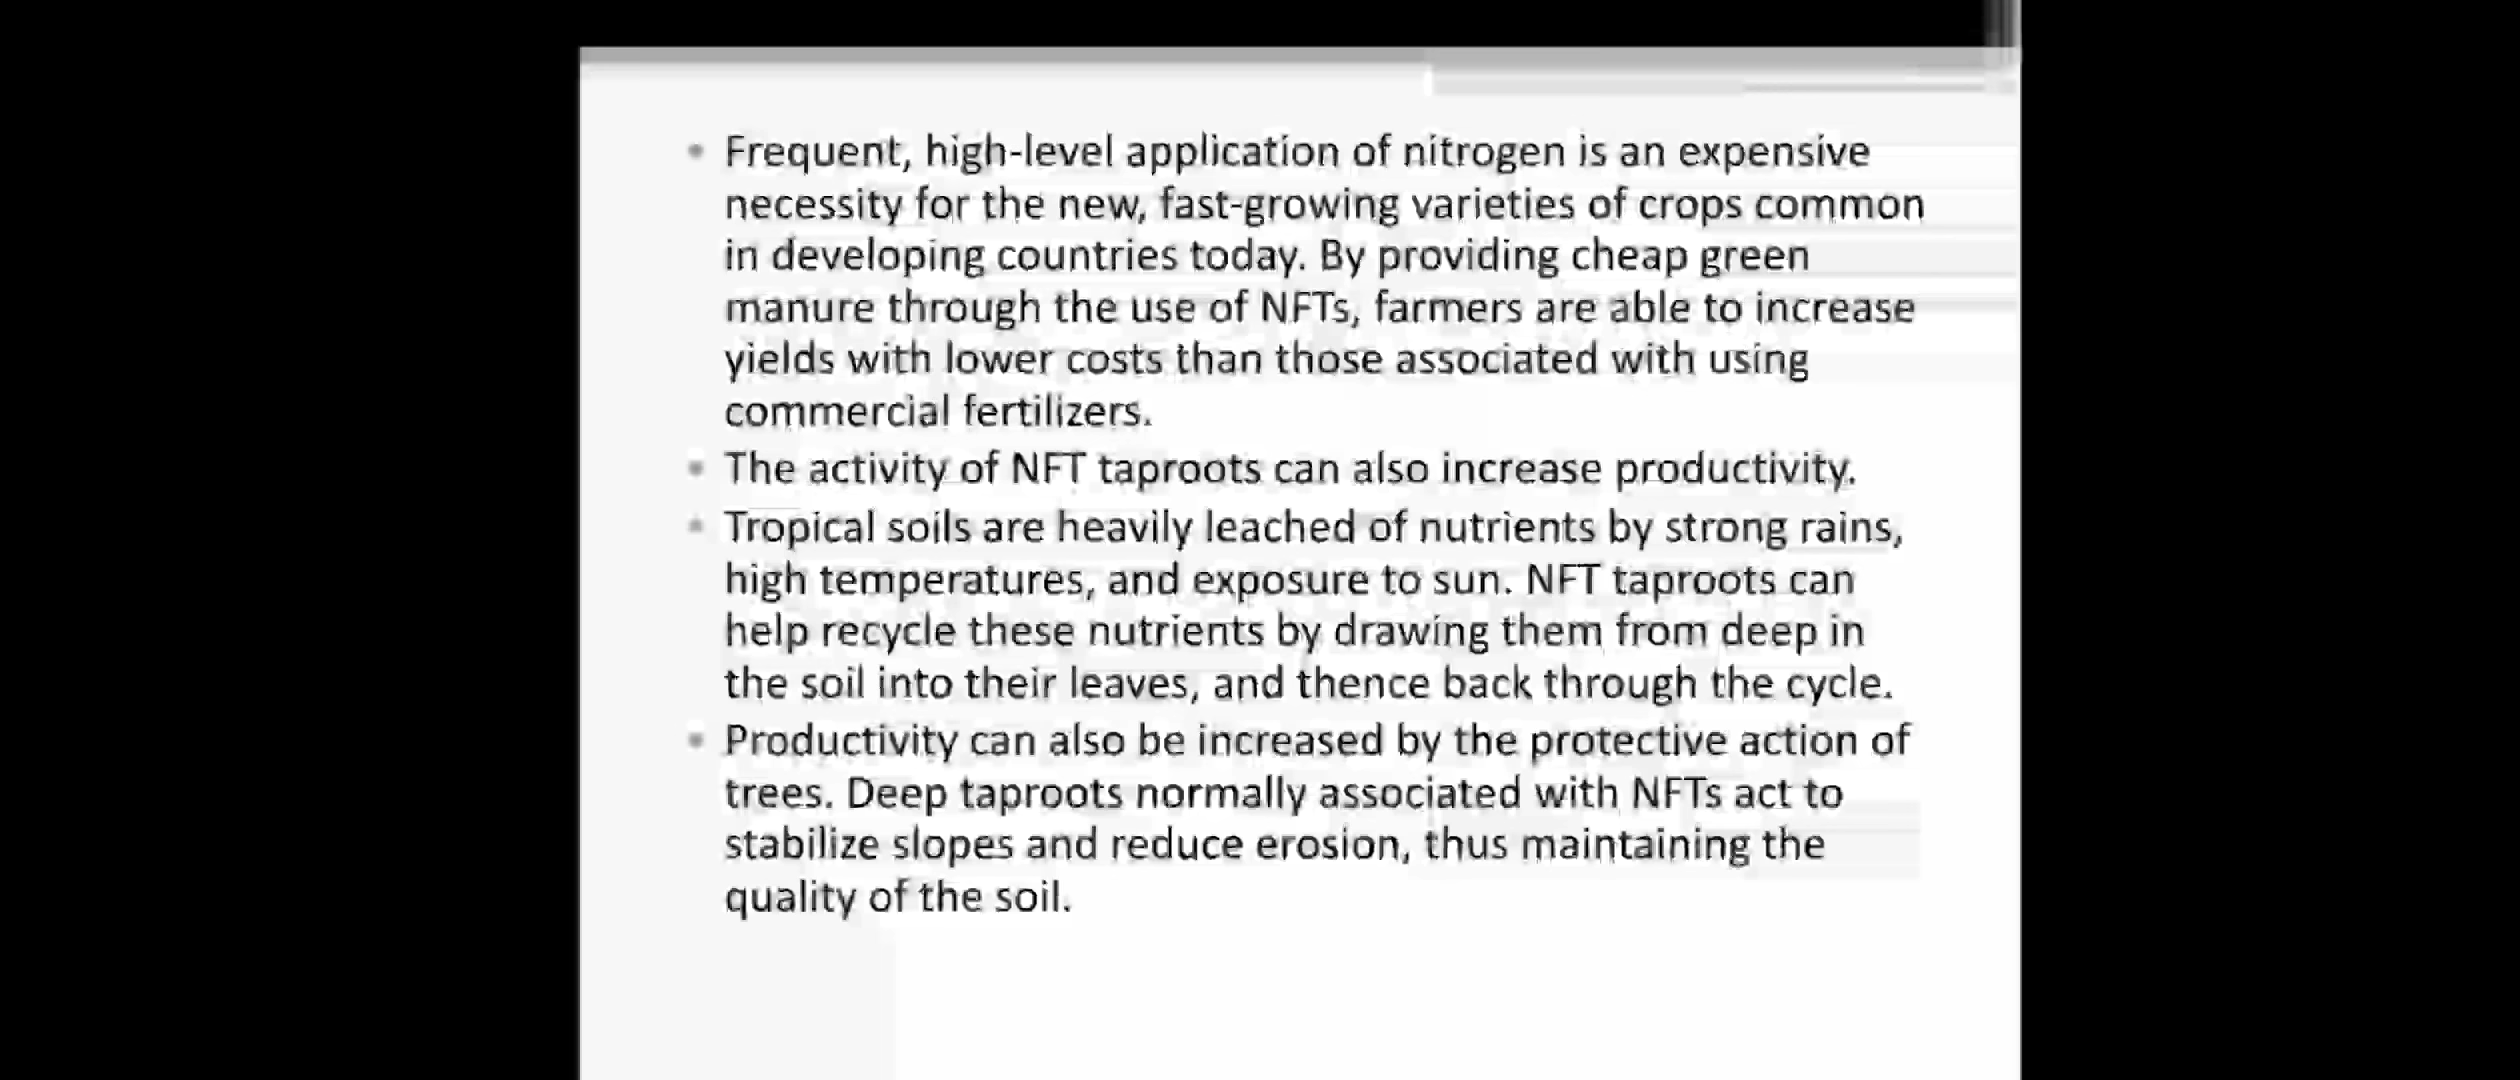 • Frequent, high-level application of nitrogen is an expensive
necessity for the new, fast-growing varieties of crops common
in developing countries today. By providing cheap green
manure through the use of NFTs, farmers are able to increase
yields with lower costs than those associated with using
commercial fertilizers.
• The activity of NFT taproots can also increase productivity.
• Tropical soils are heavily leached of nutrients by strong rains,
high temperatures, and exposure to sun. NFT taproots can
help recycle these nutrients by drawing them from deep in
the soil into their leaves, and thence back through the cycle.
• Productivity can also be increased by the protective action of
trees. Deep taproots normally associated with NFTs act to
stabilize slopes and reduce erosion, thus maintaining the
quality of the soil.